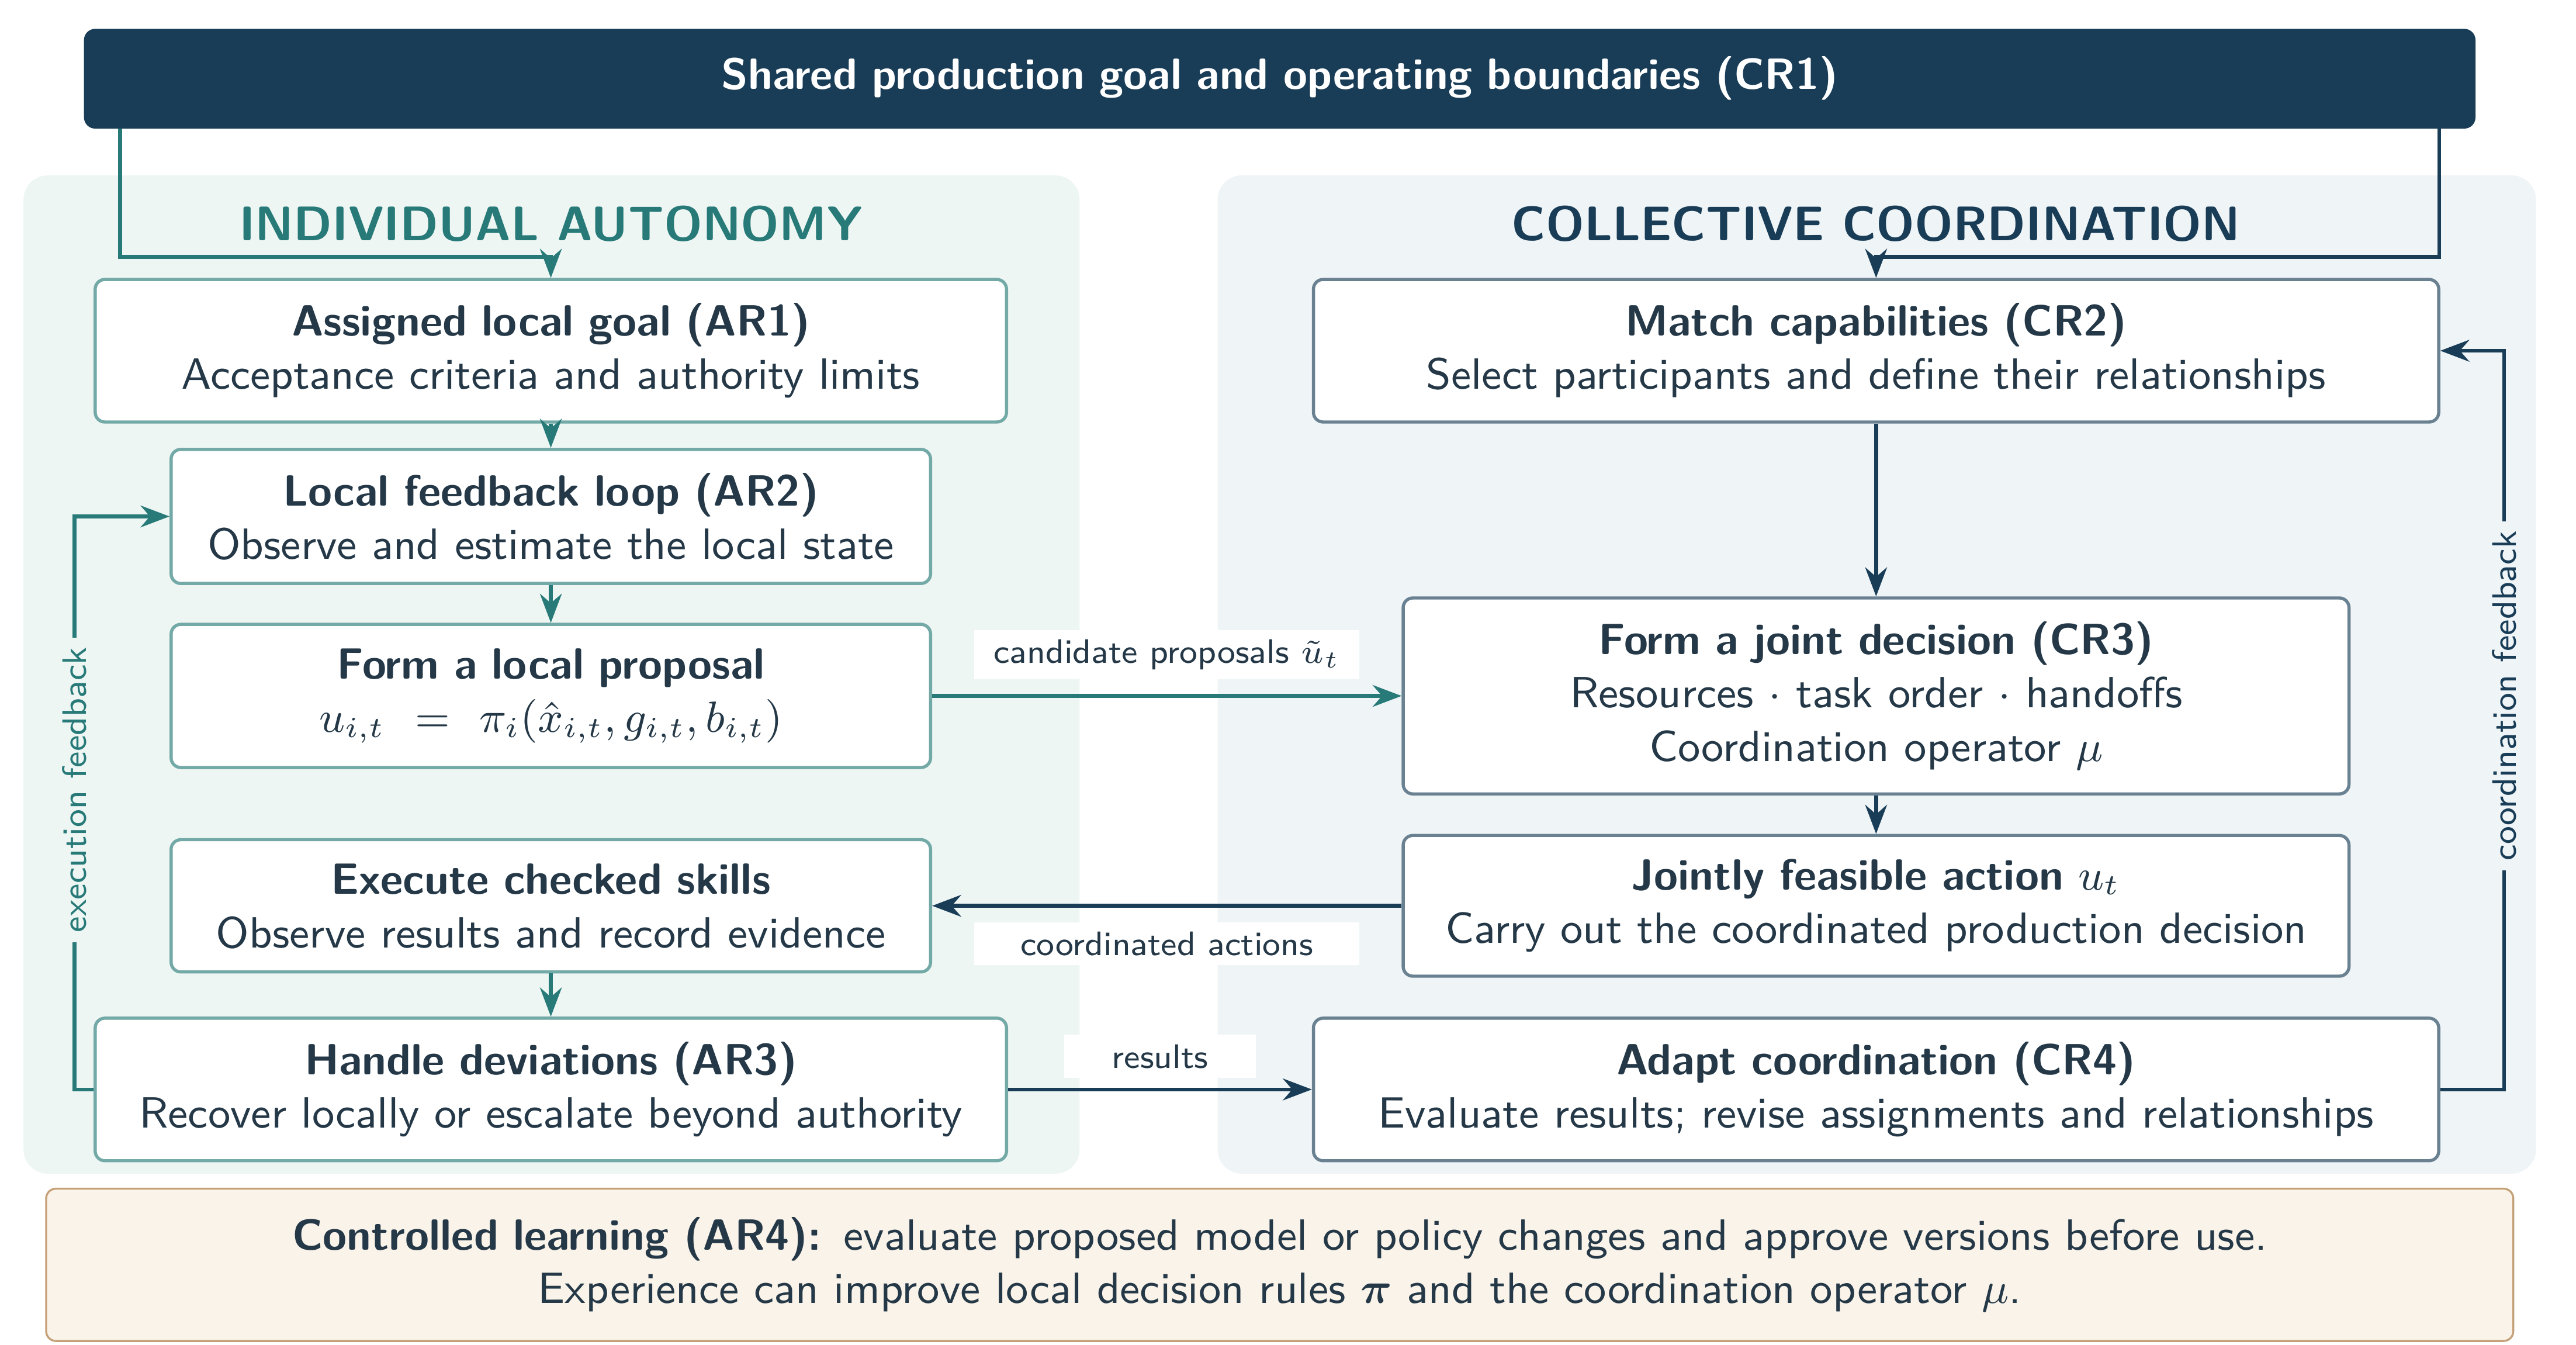 Shared production goal and operating boundaries (CR1)
INDIVIDUAL AUTONOMY
Assigned local goal (AR1)
Acceptance criteria and authority limits
Local feedback loop (AR2)
Observe and estimate the local state
Form a local proposal
u_{i,t} = π_i(x̂_{i,t}, g_{i,t}, b_{i,t})
Execute checked skills
Observe results and record evidence
Handle deviations (AR3)
Recover locally or escalate beyond authority
execution feedback
candidate proposals ũ_t
coordinated actions
results
COLLECTIVE COORDINATION
Match capabilities (CR2)
Select participants and define their relationships
Form a joint decision (CR3)
Resources · task order · handoffs
Coordination operator μ
Jointly feasible action u_t
Carry out the coordinated production decision
Adapt coordination (CR4)
Evaluate results; revise assignments and relationships
coordination feedback
Controlled learning (AR4): evaluate proposed model or policy changes and approve versions before use.
Experience can improve local decision rules π and the coordination operator μ.